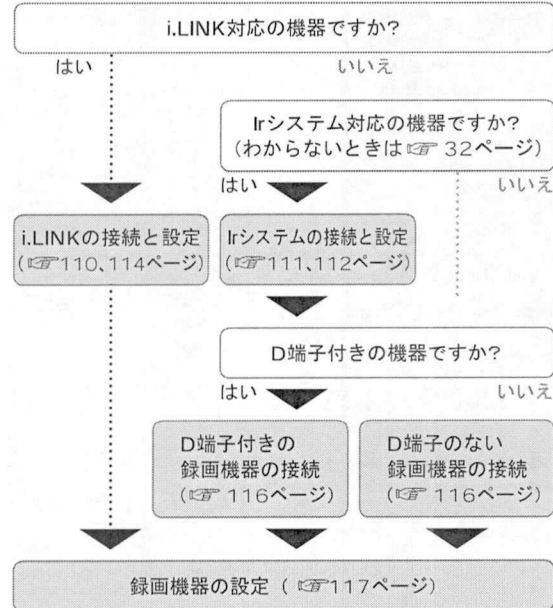 i.LINK対応の機器ですか?
はい いいえ
Irシステム対応の機器ですか?
(わからないときは☞ 32ページ)
はい いいえ
i.LINKの接続と設定
(☞110、114ページ)
Irシステムの接続と設定
(☞111、112ページ)
D端子付きの機器ですか?
はい いいえ
D端子付きの
録画機器の接続
(☞ 116ページ)
D端子のない
録画機器の接続
(☞ 116ページ)
録画機器の設定 ( ☞117ページ)